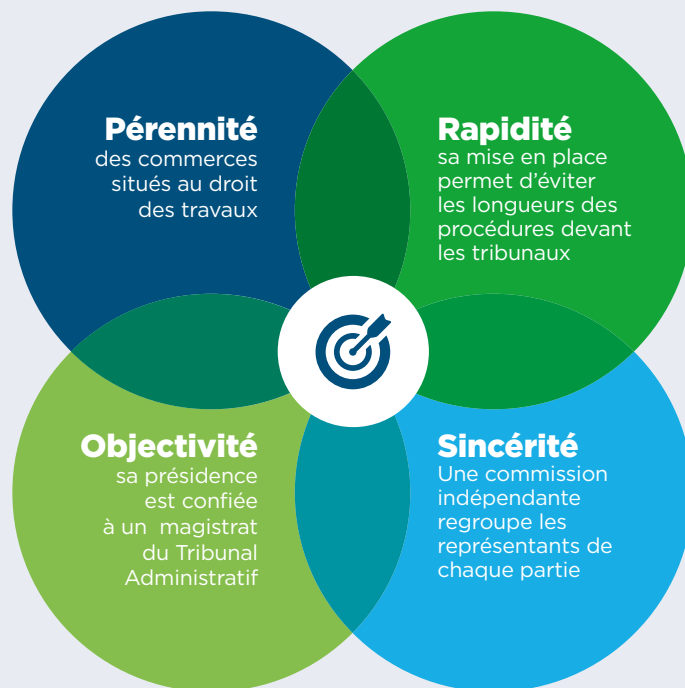 Pérennité
des commerces
situés au droit
des travaux
Rapidité
sa mise en place
permet d'éviter
les longueurs des
procédures devant
les tribunaux
Objectivité
sa présidence
est confiée
à un magistrat
du Tribunal
Administratif
Sincérité
Une commission
indépendante
regroupe les
représentants de
chaque partie